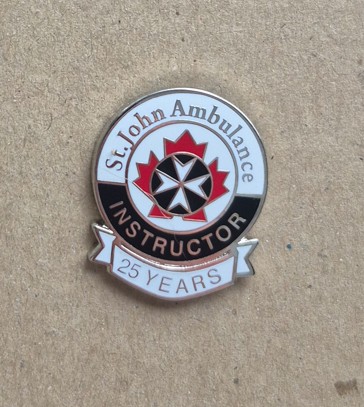 St. John Ambulance
INSTRUCTOR
25 YEARS